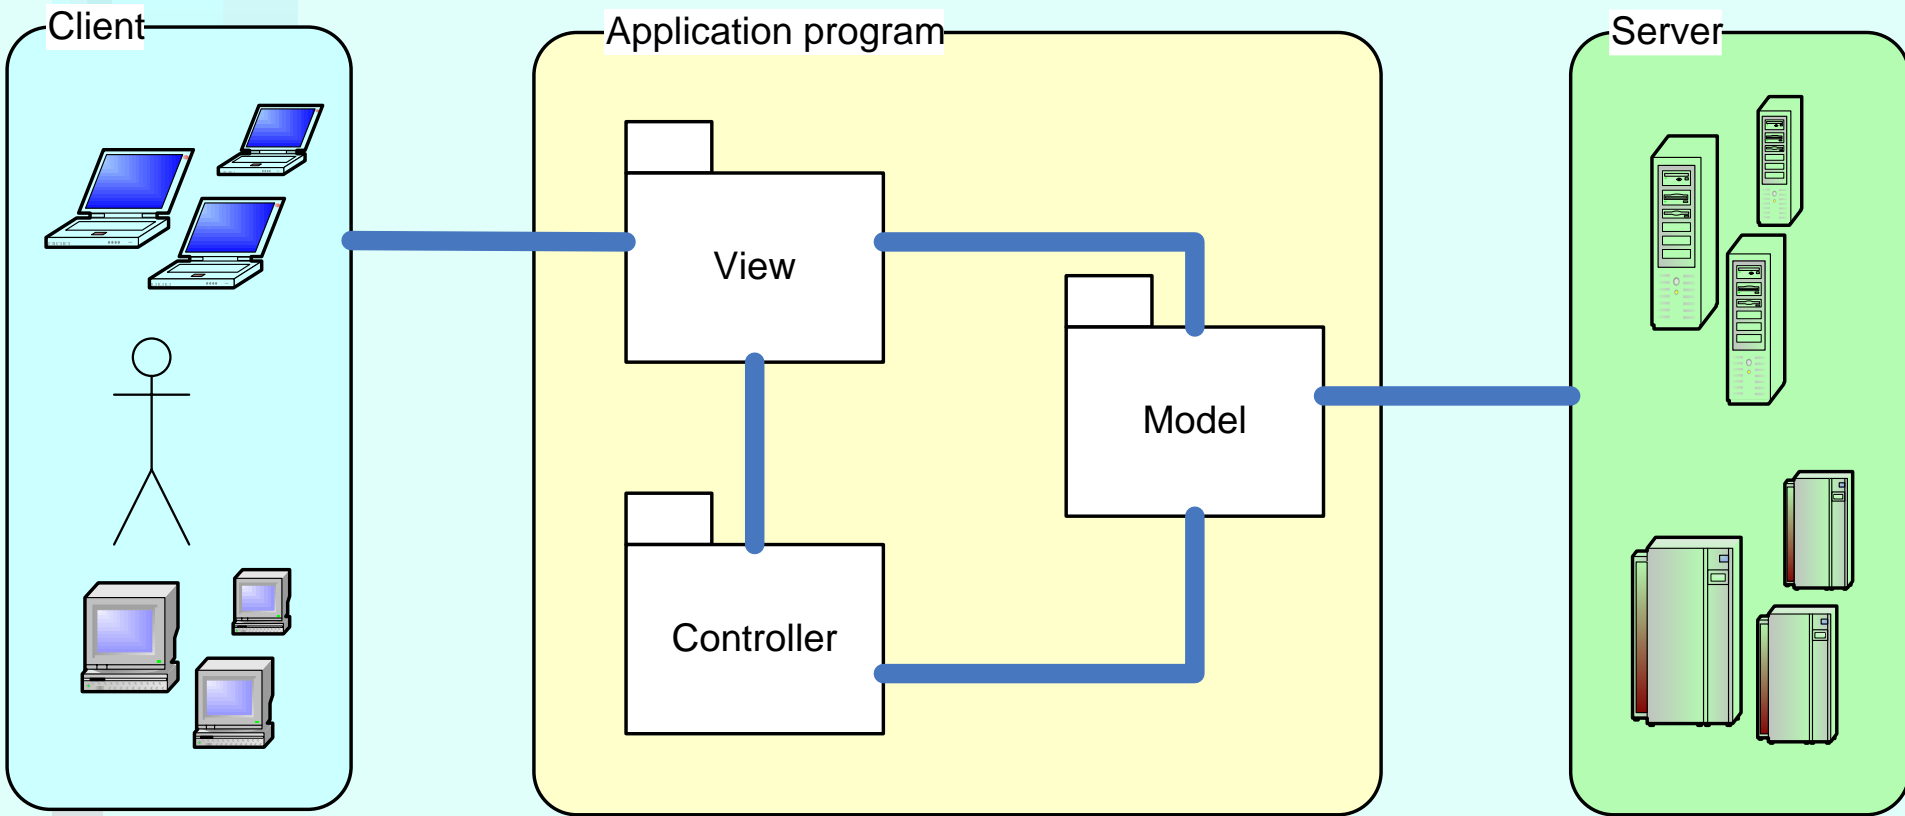 Client
Application program
Server
View
Model
Controller